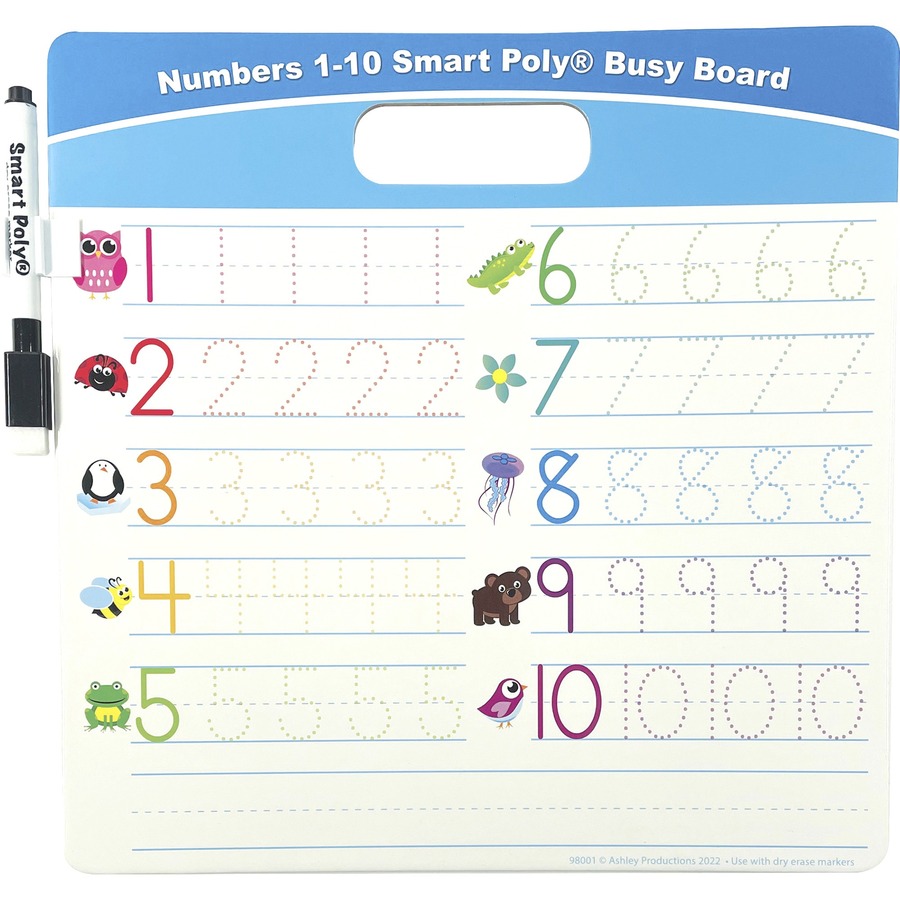 Numbers 1-10 Smart Poly® Busy Board
Smart Poly®
1 1 1 1 1
2 2 2 2 2
3 3 3 3 3
4 4 4 4 4
5 5 5 5 5
6 6 6 6 6
7 7 7 7 7
8 8 8 8 8
9 9 9 9 9
10 10 10 10 10
98001 © Ashley Productions 2022 • Use with dry erase markers